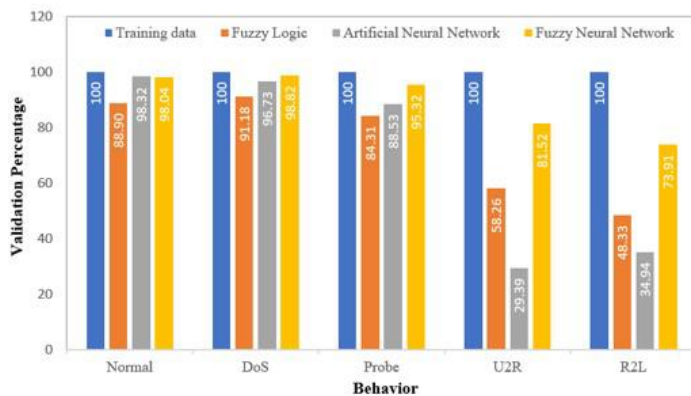 120
Training data Fuzzy Logic Artificial Neural Network Fuzzy Neural Network
100
80
60
40
20
0
Validation Percentage
100 88.90 98.32 98.04
100 91.18 96.73 98.82
100 84.31 88.53 95.32
100 58.26 29.39 81.52
100 48.33 34.94 73.91
Normal DoS Probe U2R R2L
Behavior